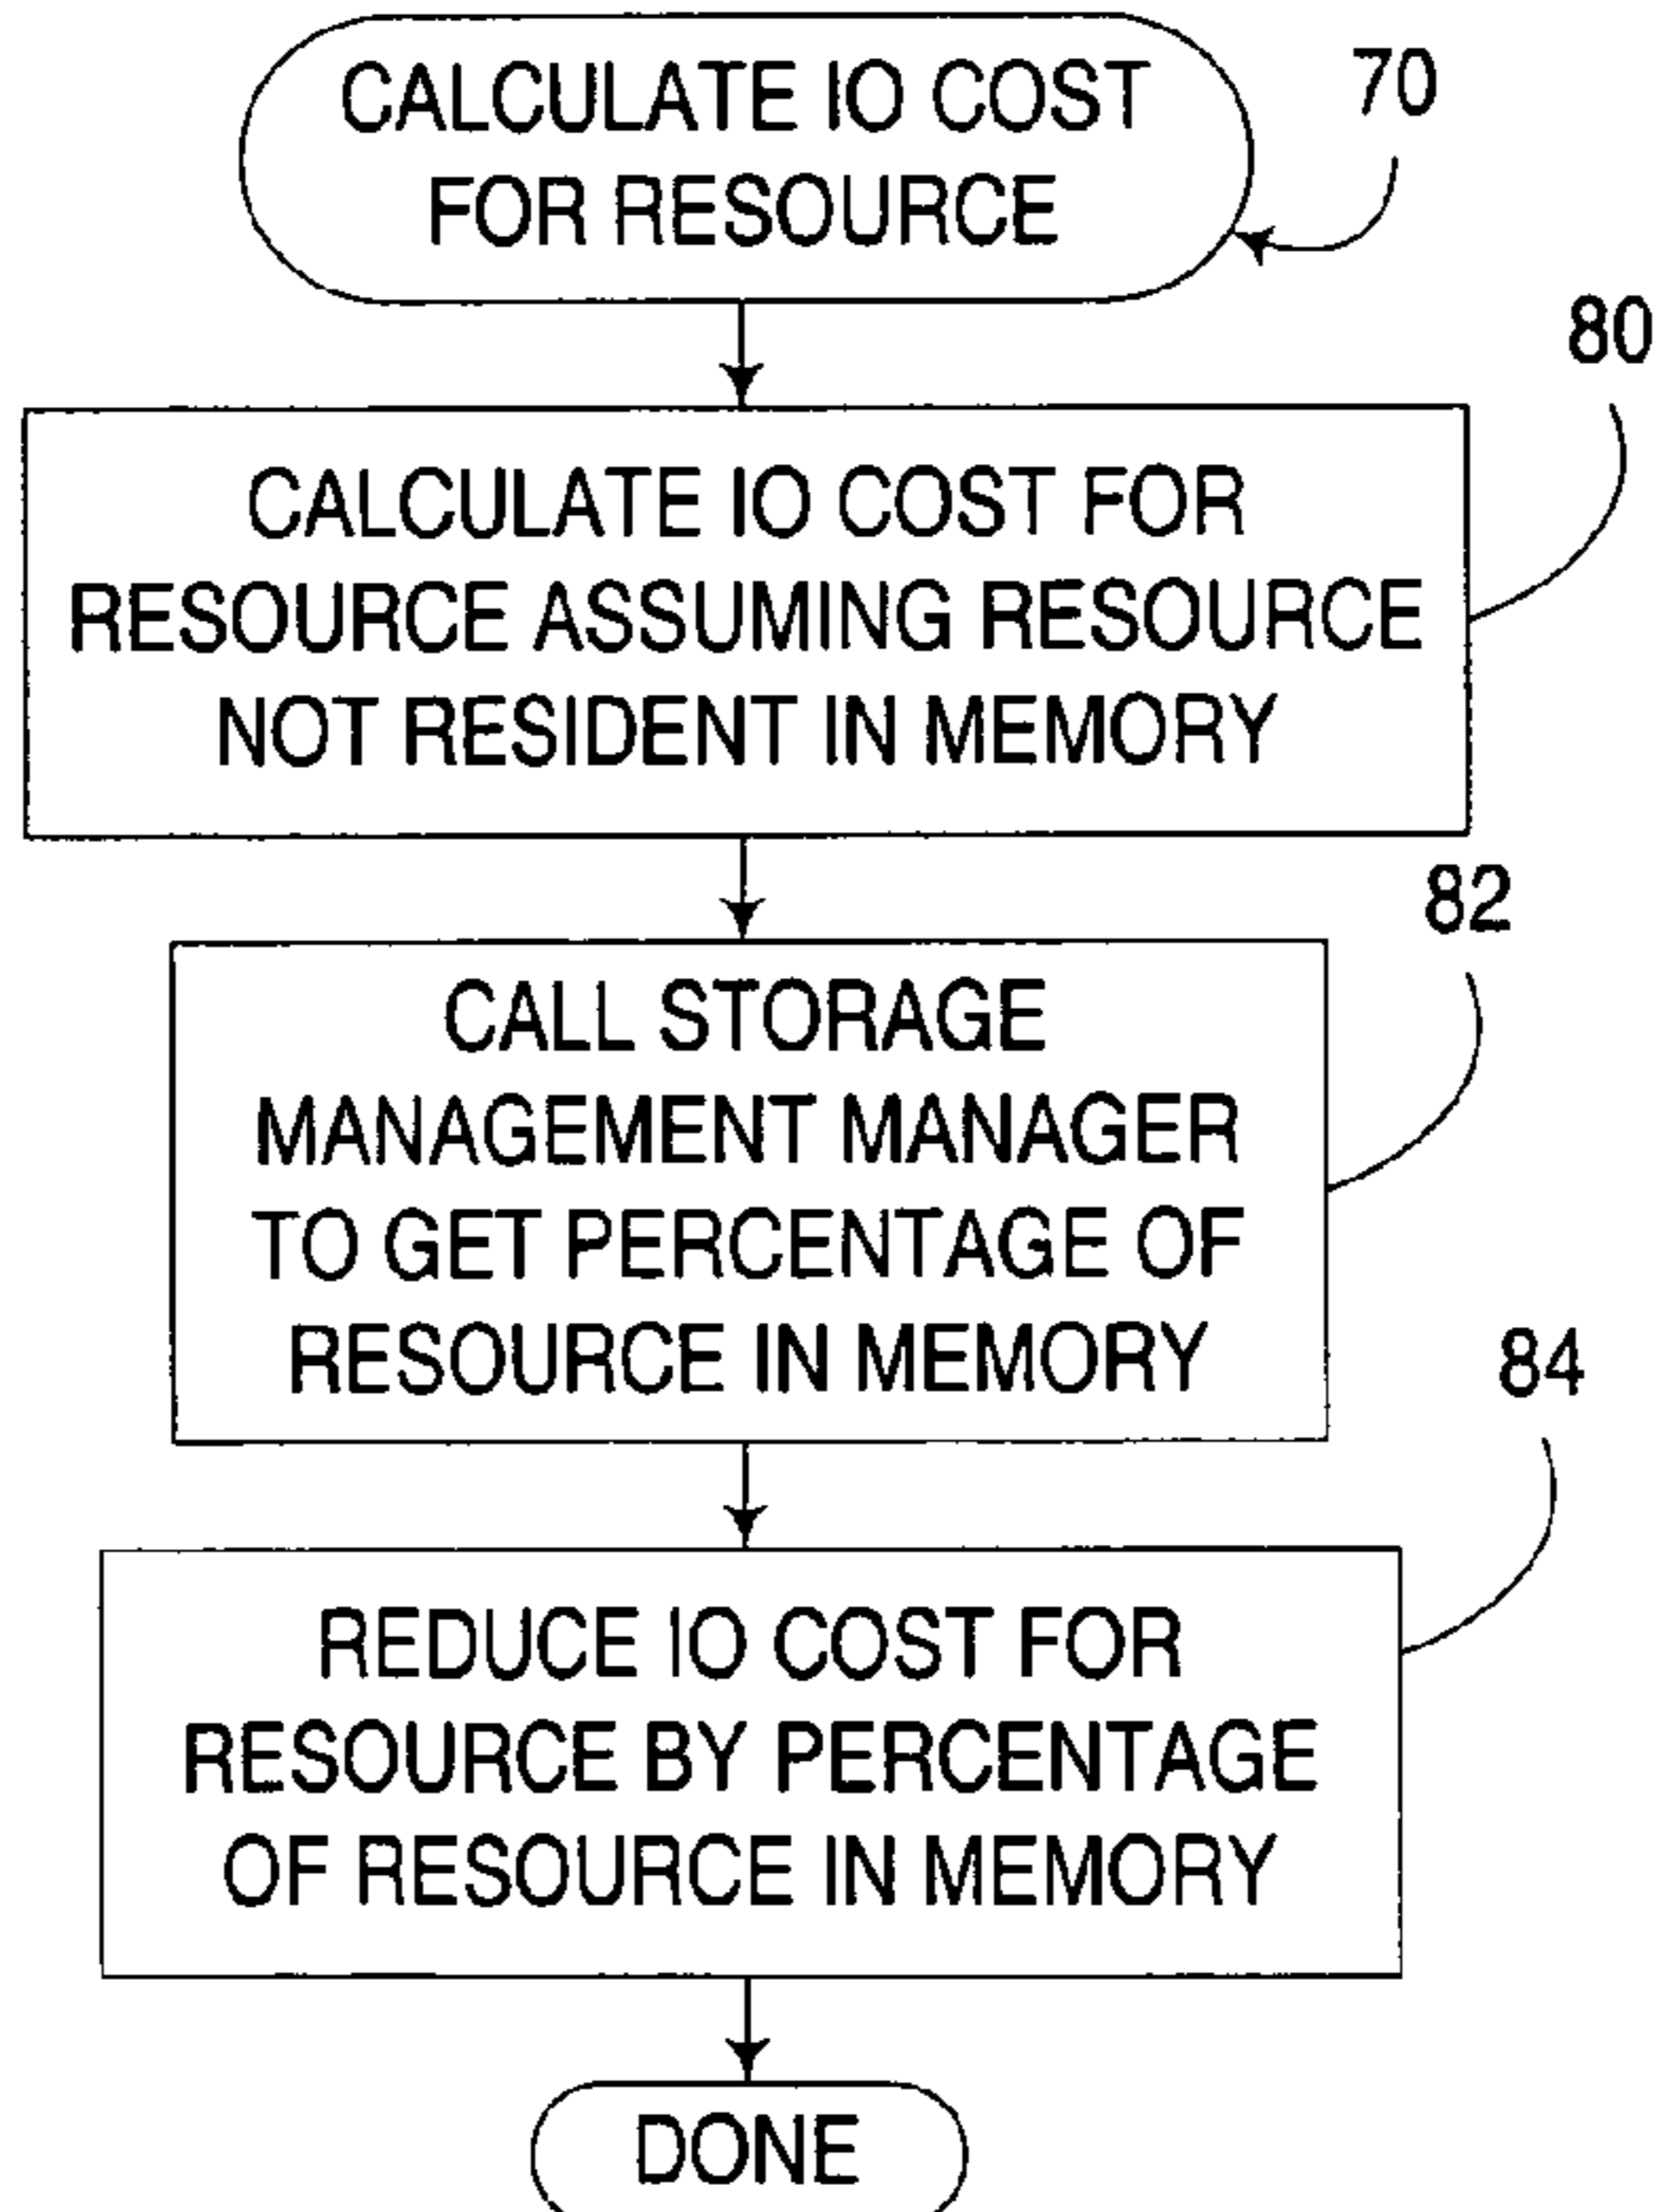 CALCULATE IO COST
FOR RESOURCE
70
80
CALCULATE IO COST FOR
RESOURCE ASSUMING RESOURCE
NOT RESIDENT IN MEMORY
82
CALL STORAGE
MANAGEMENT MANAGER
TO GET PERCENTAGE OF
RESOURCE IN MEMORY
84
REDUCE IO COST FOR
RESOURCE BY PERCENTAGE
OF RESOURCE IN MEMORY
DONE